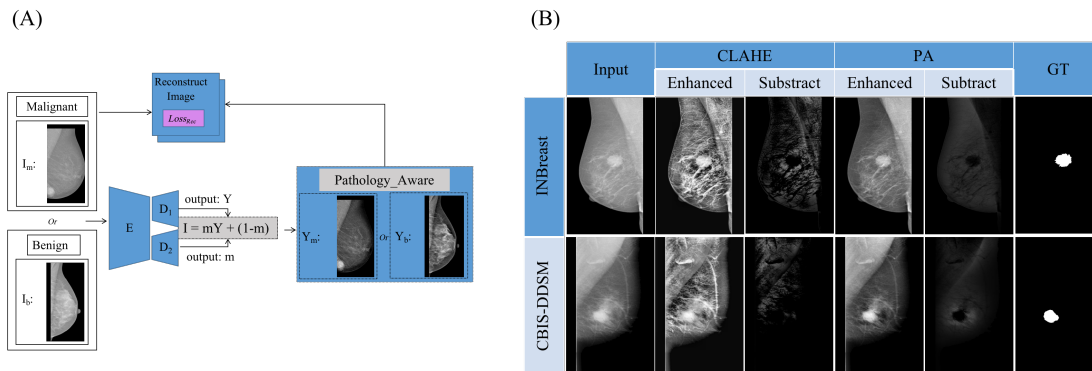 (A)
Malignant
I_m:
Or
Benign
I_b:
Reconstruct
Image
Loss_Rec
E
D_1
D_2
output: Y
I = mY + (1-m)
output: m
Pathology_Aware
Y_m:
Or
Y_b:
(B)
Input
CLAHE
PA
GT
Enhanced
Substract
Enhanced
Subtract
INBreast
CBIS-DDSM